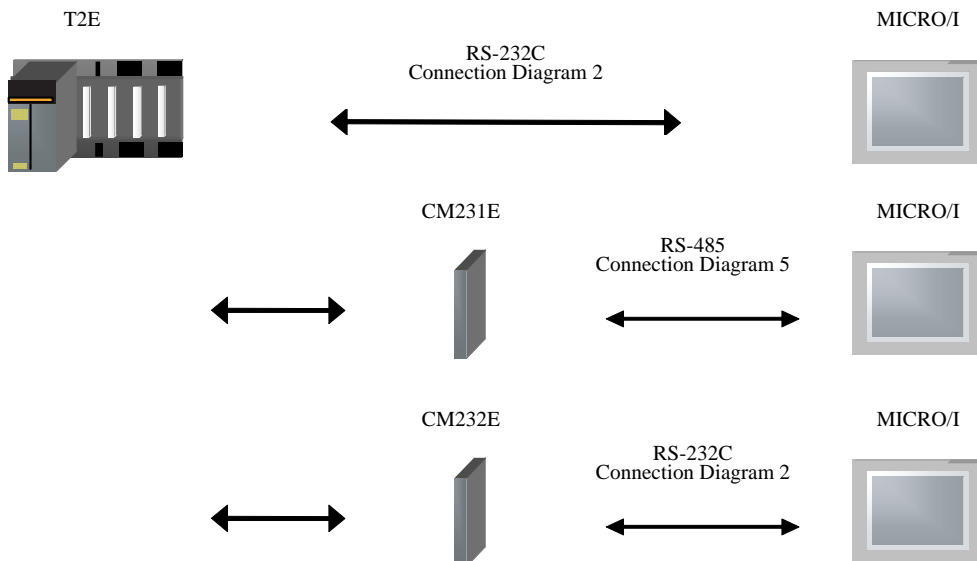 T2E
MICRO/I
RS-232C
Connection Diagram 2
CM231E
MICRO/I
RS-485
Connection Diagram 5
CM232E
MICRO/I
RS-232C
Connection Diagram 2